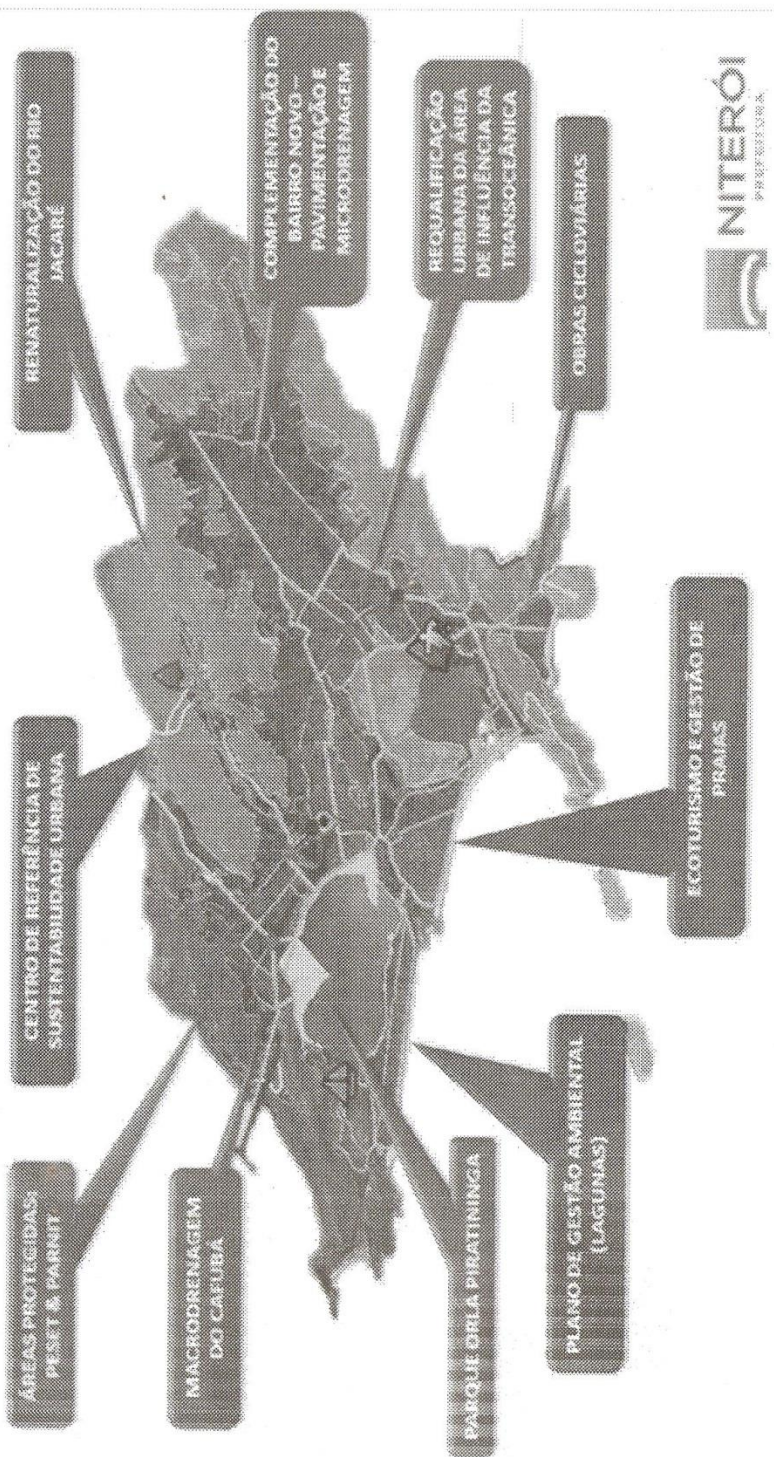 ÁREAS PROTEGIDAS:
PESET & PARNIT
CENTRO DE REFERÊNCIA DE
SUSTENTABILIDADE URBANA
RENATURALIZAÇÃO DO RIO
JACARÉ
MACRODRENAGEM
DO CAFUBÁ
COMPLEMENTAÇÃO DO
BAIRRO NOVO –
PAVIMENTAÇÃO E
MICRODRENAGEM
REQUALIFICAÇÃO
URBANA DA ÁREA
DE INFLUÊNCIA DA
TRANSOCEÂNICA
PARQUE ORLA PIRATININGA
PLANO DE GESTÃO AMBIENTAL
(LAGUNAS)
ECOTURISMO E GESTÃO DE
PRAIAS
OBRAS CICLOVIÁRIAS
NITERÓI
PREFEITURA